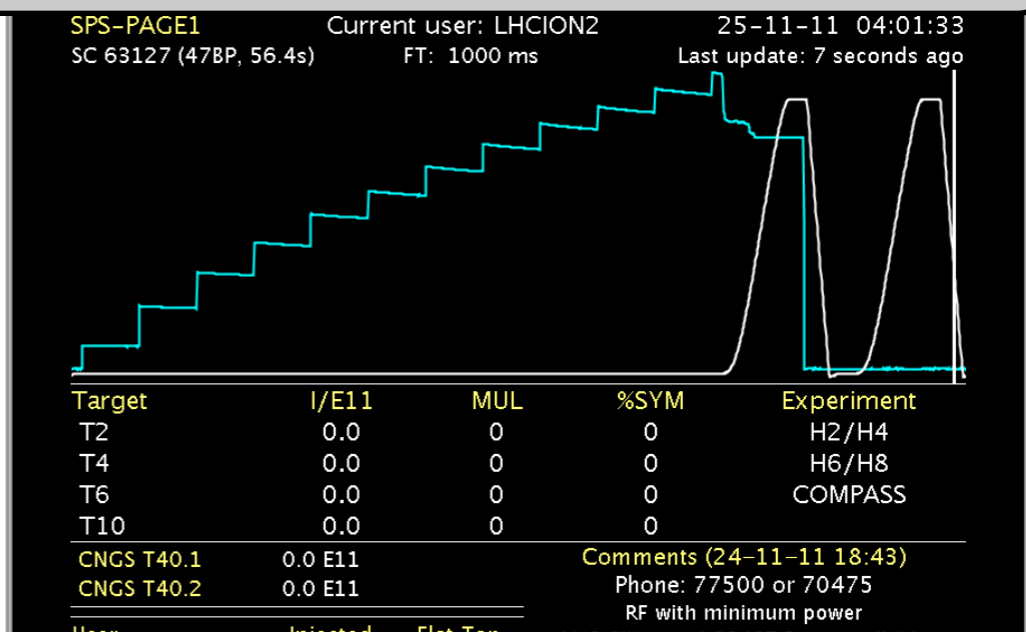 SPS-PAGE1 Current user: LHCION2 25-11-11 04:01:33
SC 63127 (47BP, 56.4s) FT: 1000 ms Last update: 7 seconds ago
Target I/E11 MUL %SYM Experiment
T2 0.0 0 0 H2/H4
T4 0.0 0 0 H6/H8
T6 0.0 0 0 COMPASS
T10 0.0 0 0
CNGS T40.1 0.0 E11 Comments (24-11-11 18:43)
CNGS T40.2 0.0 E11 Phone: 77500 or 70475
RF with minimum power
User Injected Flat Top